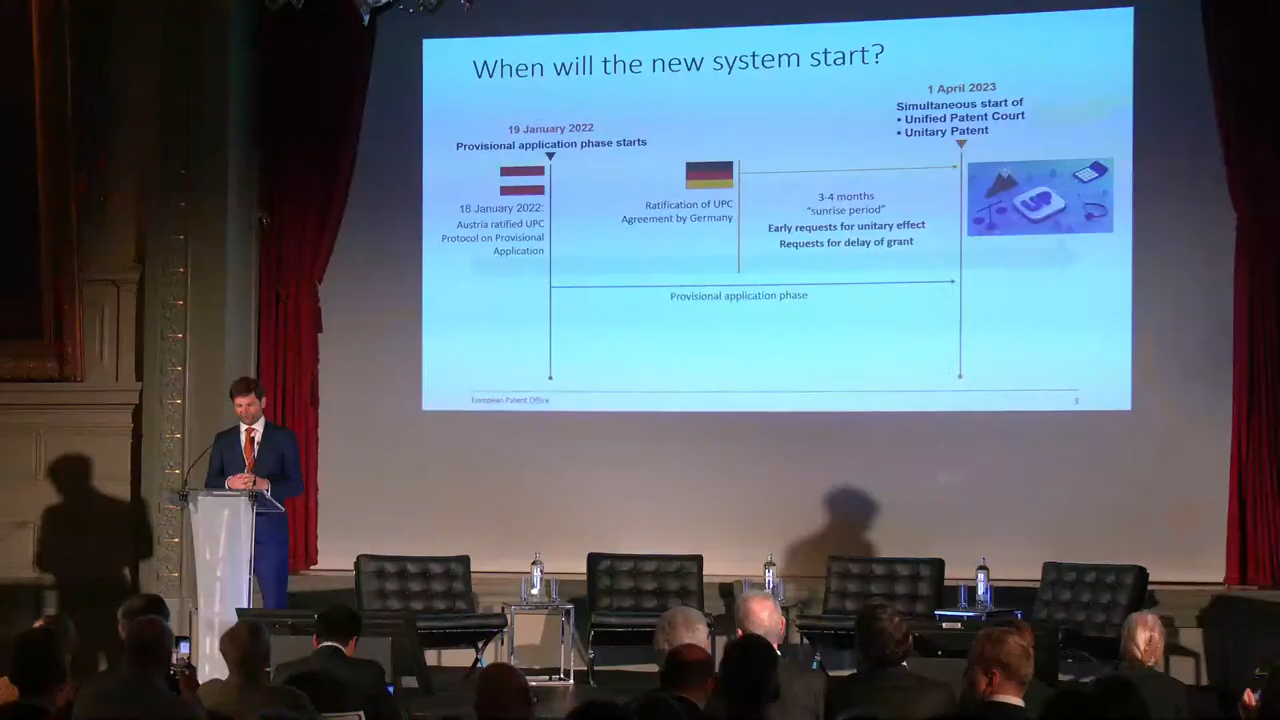 When will the new system start?
1 April 2023
Simultaneous start of
• Unified Patent Court
• Unitary Patent
19 January 2022
Provisional application phase starts
18 January 2022:
Austria ratified UPC
Protocol on Provisional
Application
Ratification of UPC
Agreement by Germany
3-4 months
“sunrise period”
Early requests for unitary effect
Requests for delay of grant
Provisional application phase
European Patent Office
3